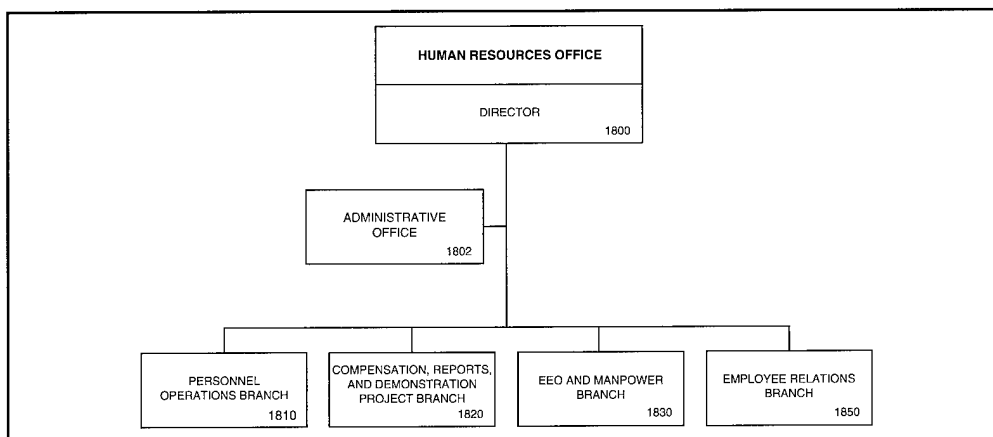 HUMAN RESOURCES OFFICE
DIRECTOR
1800
ADMINISTRATIVE
OFFICE
1802
PERSONNEL
OPERATIONS BRANCH
1810
COMPENSATION, REPORTS,
AND DEMONSTRATION
PROJECT BRANCH
1820
EEO AND MANPOWER
BRANCH
1830
EMPLOYEE RELATIONS
BRANCH
1850